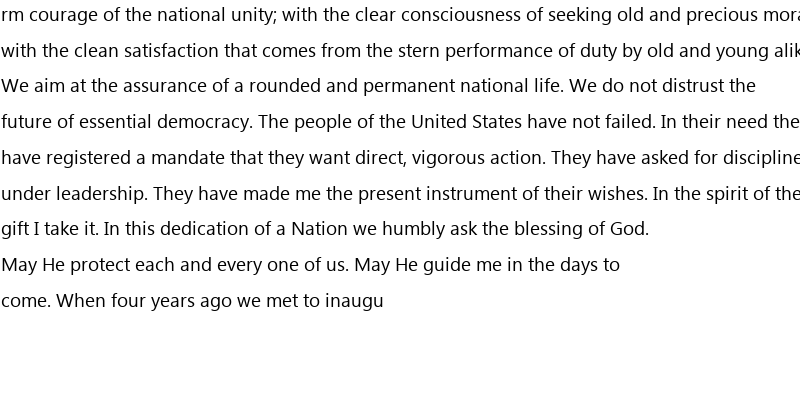 rm courage of the national unity; with the clear consciousness of seeking old and precious mora
with the clean satisfaction that comes from the stern performance of duty by old and young alik
We aim at the assurance of a rounded and permanent national life. We do not distrust the
future of essential democracy. The people of the United States have not failed. In their need the
have registered a mandate that they want direct, vigorous action. They have asked for discipline
under leadership. They have made me the present instrument of their wishes. In the spirit of the
gift I take it. In this dedication of a Nation we humbly ask the blessing of God.
May He protect each and every one of us. May He guide me in the days to
come. When four years ago we met to inaugu